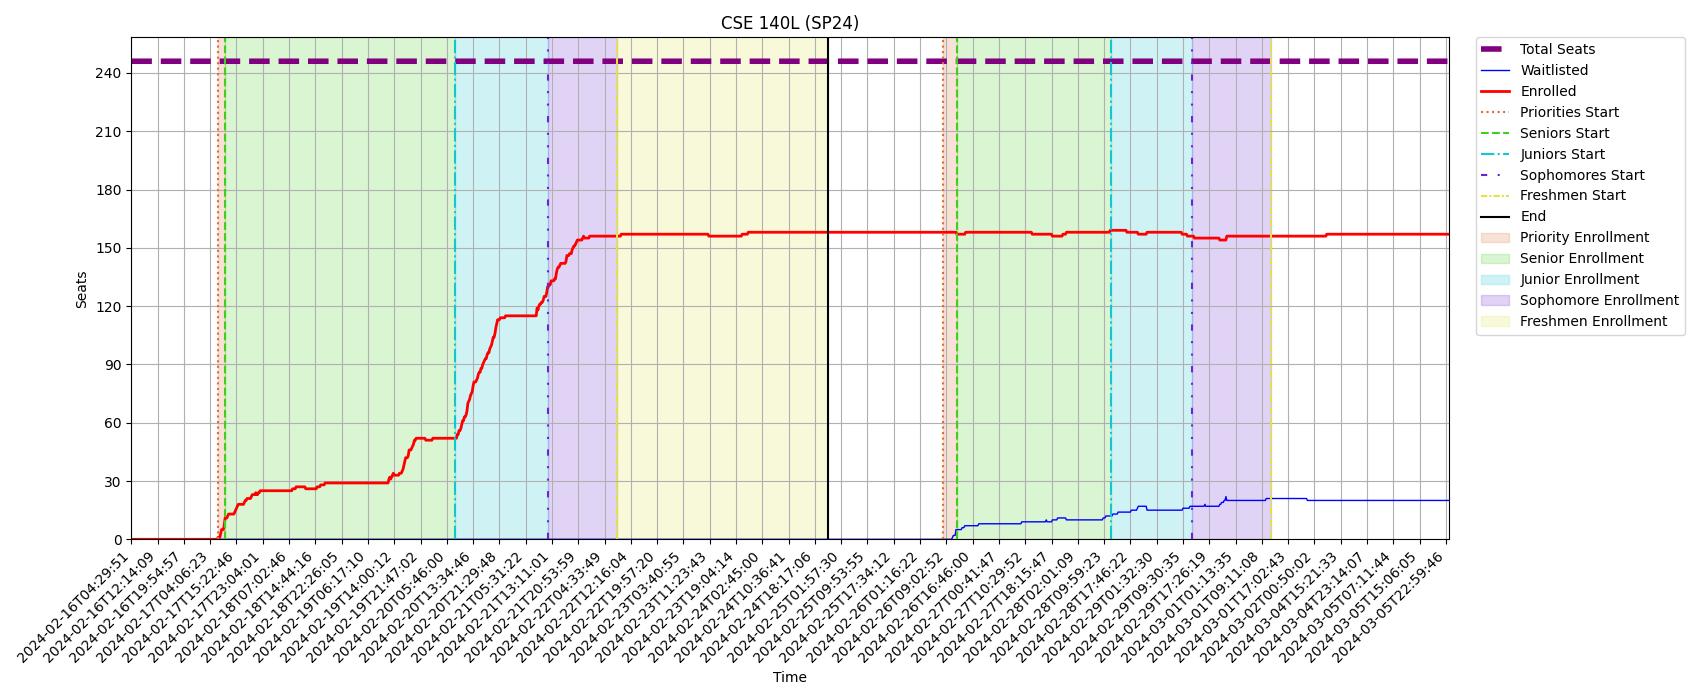 CSE 140L (SP24)
Seats
240
210
180
150
120
90
60
30
0
2024-02-16T04:29:51
2024-02-16T12:14:09
2024-02-16T19:54:57
2024-02-17T04:06:23
2024-02-17T15:22:46
2024-02-17T23:04:01
2024-02-18T07:02:46
2024-02-18T14:44:16
2024-02-18T22:26:05
2024-02-19T06:17:10
2024-02-19T14:00:12
2024-02-19T21:47:02
2024-02-20T05:46:00
2024-02-20T13:34:46
2024-02-20T21:29:48
2024-02-21T05:31:22
2024-02-21T13:11:01
2024-02-21T20:53:59
2024-02-22T04:33:49
2024-02-22T12:16:04
2024-02-22T19:57:20
2024-02-23T03:40:55
2024-02-23T11:23:43
2024-02-23T19:04:14
2024-02-24T02:45:00
2024-02-24T10:36:41
2024-02-24T18:17:06
2024-02-25T01:57:30
2024-02-25T09:53:55
2024-02-25T17:34:12
2024-02-26T01:16:22
2024-02-26T09:02:52
2024-02-26T16:46:00
2024-02-27T00:41:47
2024-02-27T10:29:52
2024-02-27T18:15:47
2024-02-28T02:01:09
2024-02-28T09:59:23
2024-02-28T17:46:22
2024-02-29T01:32:30
2024-02-29T09:30:35
2024-02-29T17:26:19
2024-03-01T01:13:35
2024-03-01T09:11:08
2024-03-01T17:02:43
2024-03-02T00:50:02
2024-03-04T15:21:33
2024-03-04T23:14:07
2024-03-05T07:11:44
2024-03-05T15:06:05
2024-03-05T22:59:46
Time
Total Seats
Waitlisted
Enrolled
Priorities Start
Seniors Start
Juniors Start
Sophomores Start
Freshmen Start
End
Priority Enrollment
Senior Enrollment
Junior Enrollment
Sophomore Enrollment
Freshmen Enrollment